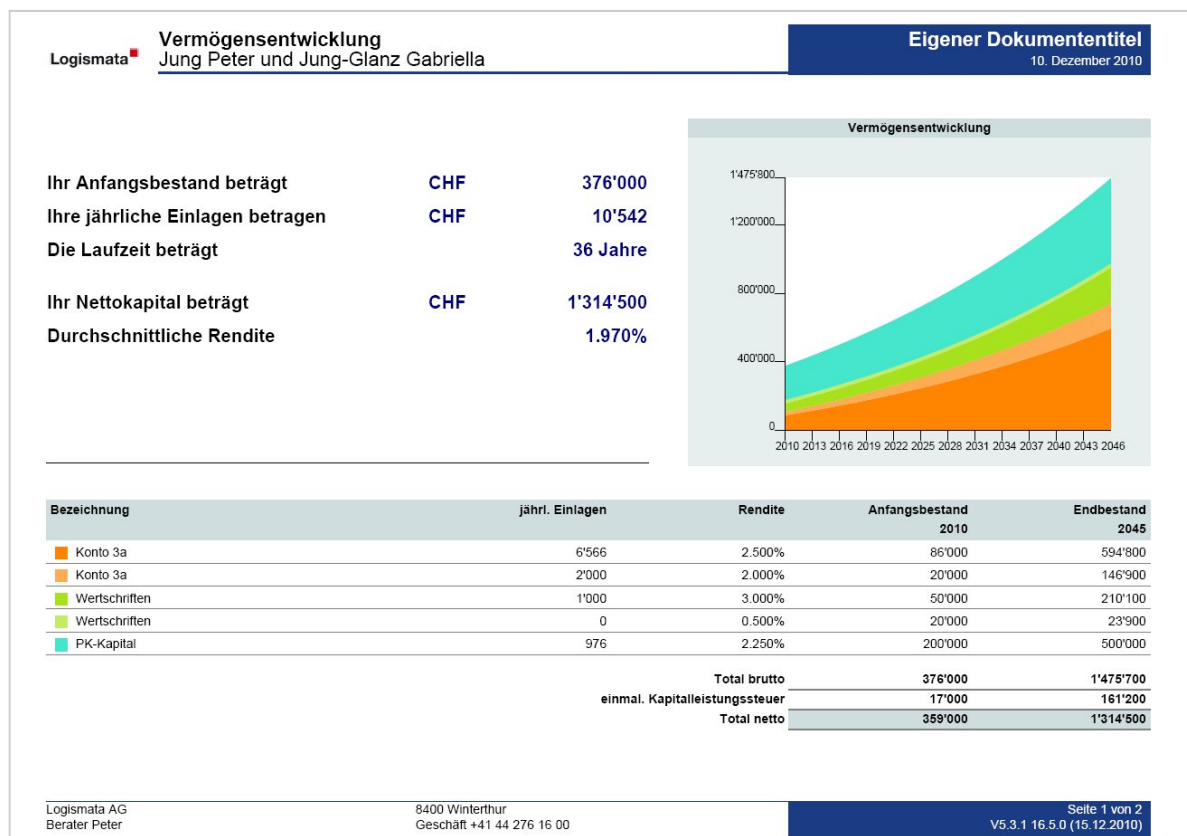 Logismata
Vermögensentwicklung
Jung Peter und Jung-Glanz Gabriella
Eigener Dokumententitel
10. Dezember 2010
Ihr Anfangsbestand beträgt CHF 376'000
Ihre jährliche Einlagen betragen CHF 10'542
Die Laufzeit beträgt 36 Jahre
Ihr Nettokapital beträgt CHF 1'314'500
Durchschnittliche Rendite 1.970%
Vermögensentwicklung
1'475'800
1'200'000
800'000
400'000
0
2010 2013 2016 2019 2022 2025 2028 2031 2034 2037 2040 2043 2046
Bezeichnung jährl. Einlagen Rendite Anfangsbestand Endbestand
2010 2045
Konto 3a 6'566 2.500% 86'000 594'800
Konto 3a 2'000 2.000% 20'000 146'900
Wertschriften 1'000 3.000% 50'000 210'100
Wertschriften 0 0.500% 20'000 23'900
PK-Kapital 976 2.250% 200'000 500'000
Total brutto 376'000 1'475'700
einmal. Kapitalleistungssteuer 17'000 161'200
Total netto 359'000 1'314'500
Logismata AG 8400 Winterthur Seite 1 von 2
Berater Peter Geschäft +41 44 276 16 00 V5.3.1 16.5.0 (15.12.2010)